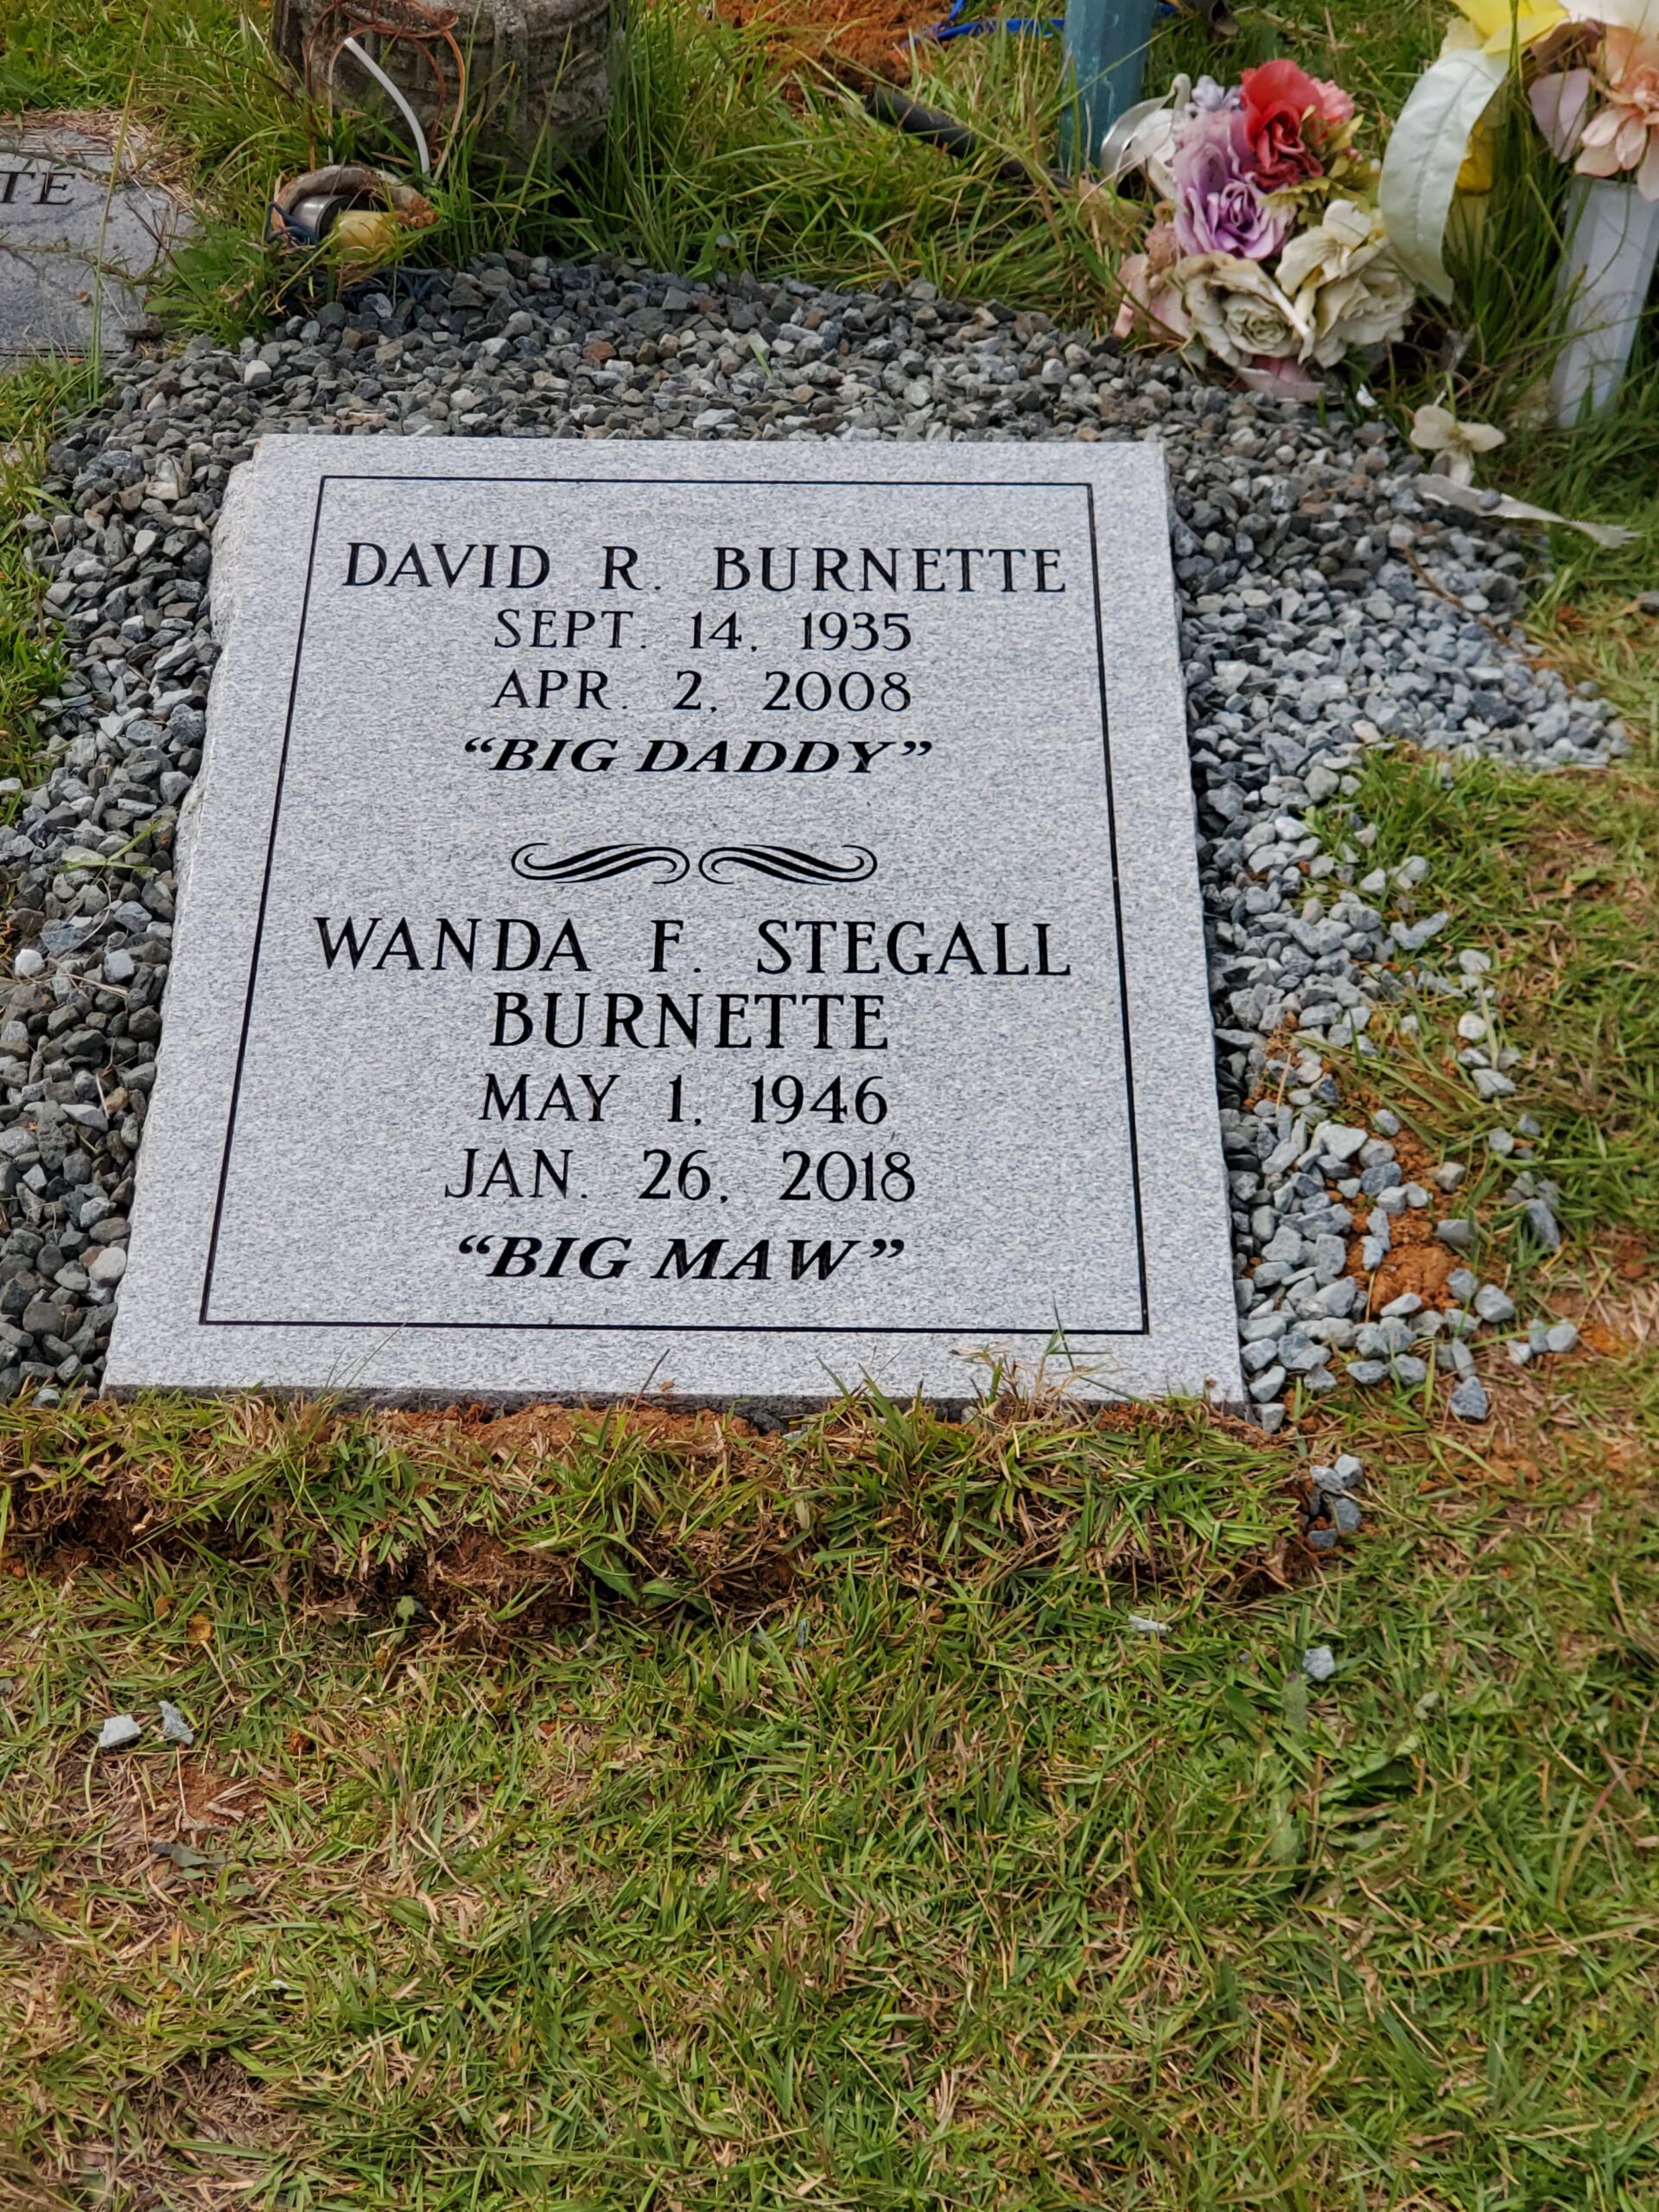 TE
DAVID R. BURNETTE
SEPT. 14, 1935
APR. 2, 2008
“BIG DADDY”
WANDA F. STEGALL
BURNETTE
MAY 1, 1946
JAN. 26, 2018
“BIG MAW”